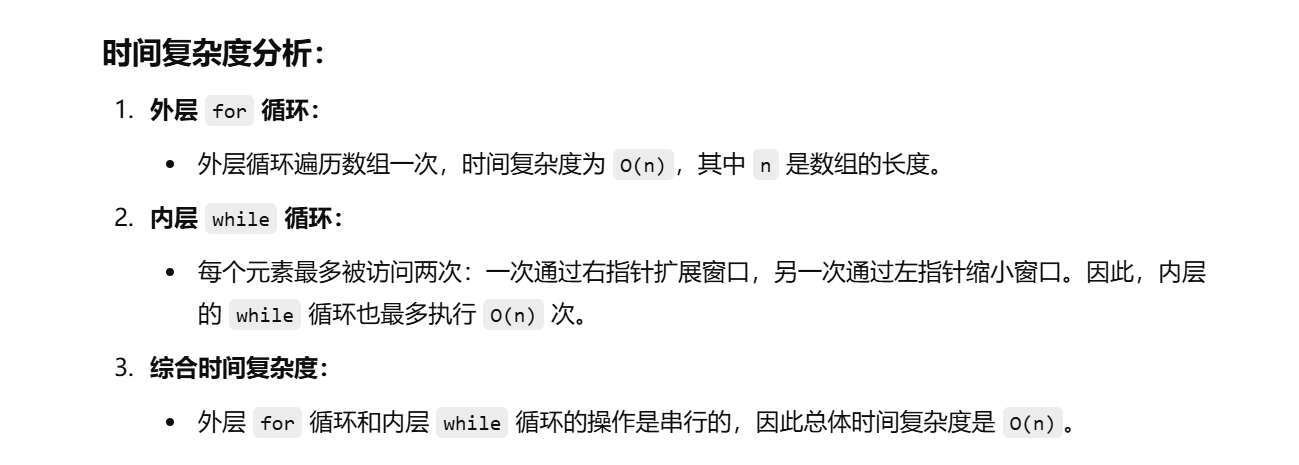 时间复杂度分析：
1. 外层 for 循环：
• 外层循环遍历数组一次，时间复杂度为 O(n)，其中 n 是数组的长度。
2. 内层 while 循环：
• 每个元素最多被访问两次：一次通过右指针扩展窗口，另一次通过左指针缩小窗口。因此，内层
的 while 循环也最多执行 O(n) 次。
3. 综合时间复杂度：
• 外层 for 循环和内层 while 循环的操作是串行的，因此总体时间复杂度是 O(n)。